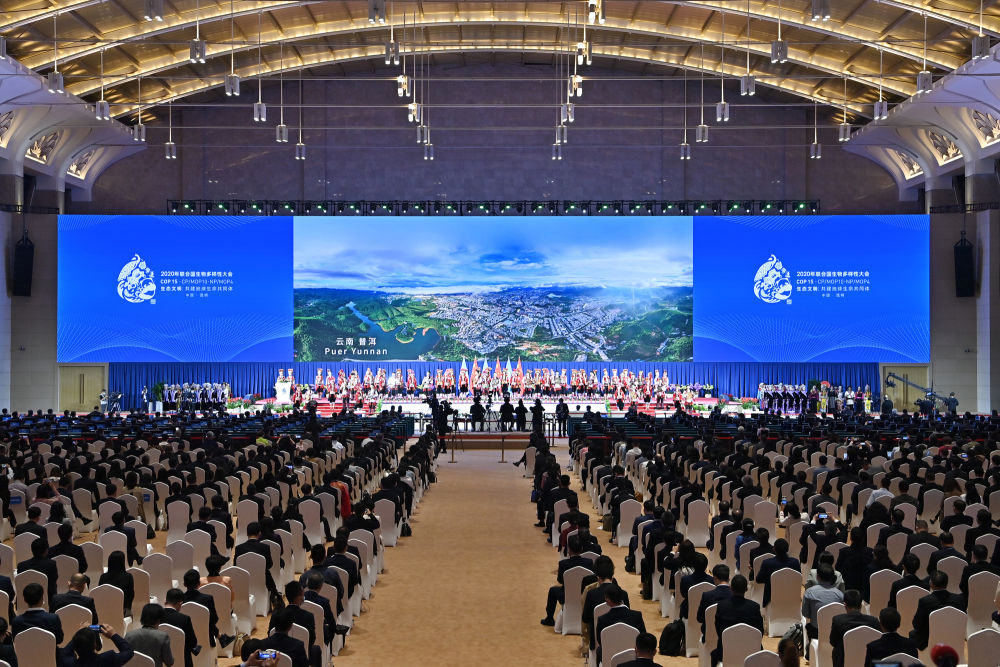 2020年联合国生物多样性大会
COP15-CP/MOP10-NP/MOP4
生态文明：共建地球生命共同体
中国·昆明
云南 普洱
Puer Yunnan
2020年联合国生物多样性大会
COP15-CP/MOP10-NP/MOP4
生态文明：共建地球生命共同体
中国·昆明